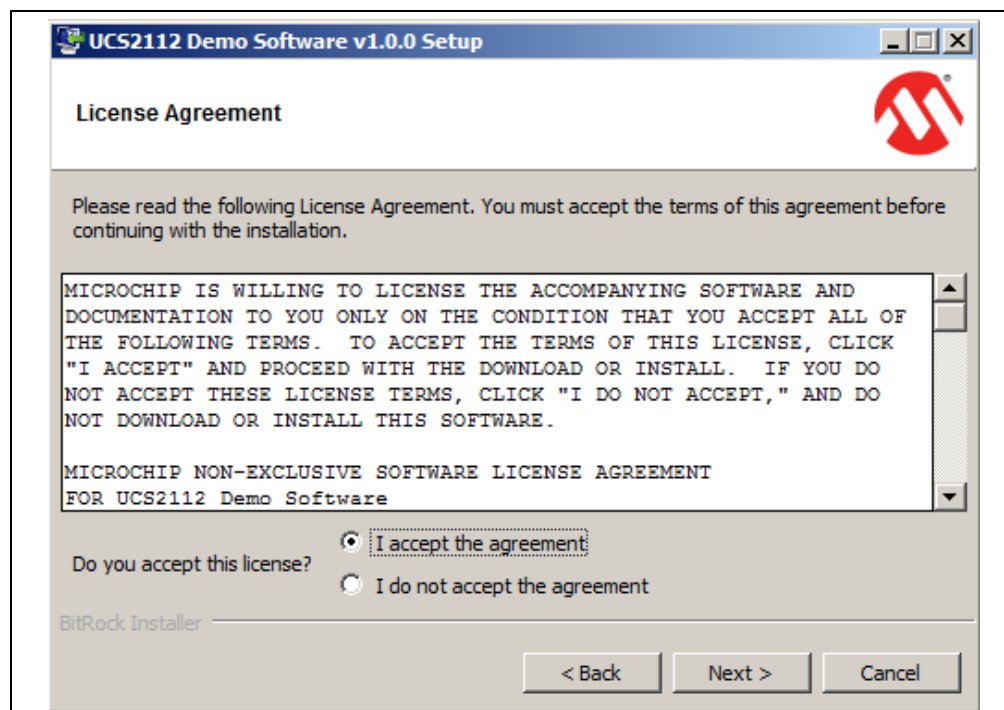 UCS2112 Demo Software v1.0.0 Setup
License Agreement
Please read the following License Agreement. You must accept the terms of this agreement before
continuing with the installation.
MICROCHIP IS WILLING TO LICENSE THE ACCOMPANYING SOFTWARE AND
DOCUMENTATION TO YOU ONLY ON THE CONDITION THAT YOU ACCEPT ALL OF
THE FOLLOWING TERMS.  TO ACCEPT THE TERMS OF THIS LICENSE, CLICK
"I ACCEPT" AND PROCEED WITH THE DOWNLOAD OR INSTALL.  IF YOU DO
NOT ACCEPT THESE LICENSE TERMS, CLICK "I DO NOT ACCEPT," AND DO
NOT DOWNLOAD OR INSTALL THIS SOFTWARE.
MICROCHIP NON-EXCLUSIVE SOFTWARE LICENSE AGREEMENT
FOR UCS2112 Demo Software
Do you accept this license?
I accept the agreement
I do not accept the agreement
BitRock Installer
< Back
Next >
Cancel